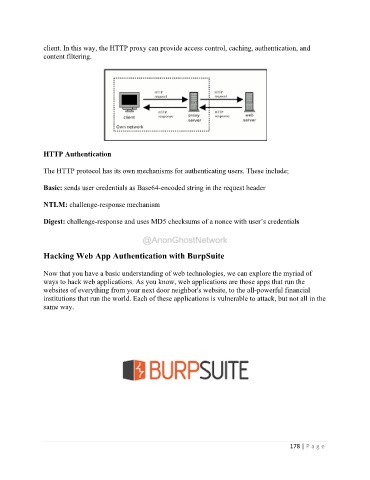 client. In this way, the HTTP proxy can provide access control, caching, authentication, and
content filtering.
HTTP
request
HTTP
request
HTTP
response
HTTP
response
client
proxy
server
web
server
Own network
HTTP Authentication
The HTTP protocol has its own mechanisms for authenticating users. These include;
Basic: sends user credentials as Base64-encoded string in the request header
NTLM: challenge-response mechanism
Digest: challenge-response and uses MD5 checksums of a nonce with user's credentials
@AnonGhostNetwork
Hacking Web App Authentication with BurpSuite
Now that you have a basic understanding of web technologies, we can explore the myriad of
ways to hack web applications. As you know, web applications are those apps that run the
websites of everything from your next door neighbor's website, to the all-powerful financial
institutions that run the world. Each of these applications is vulnerable to attack, but not all in the
same way.
BURPSUITE
178 | P a g e